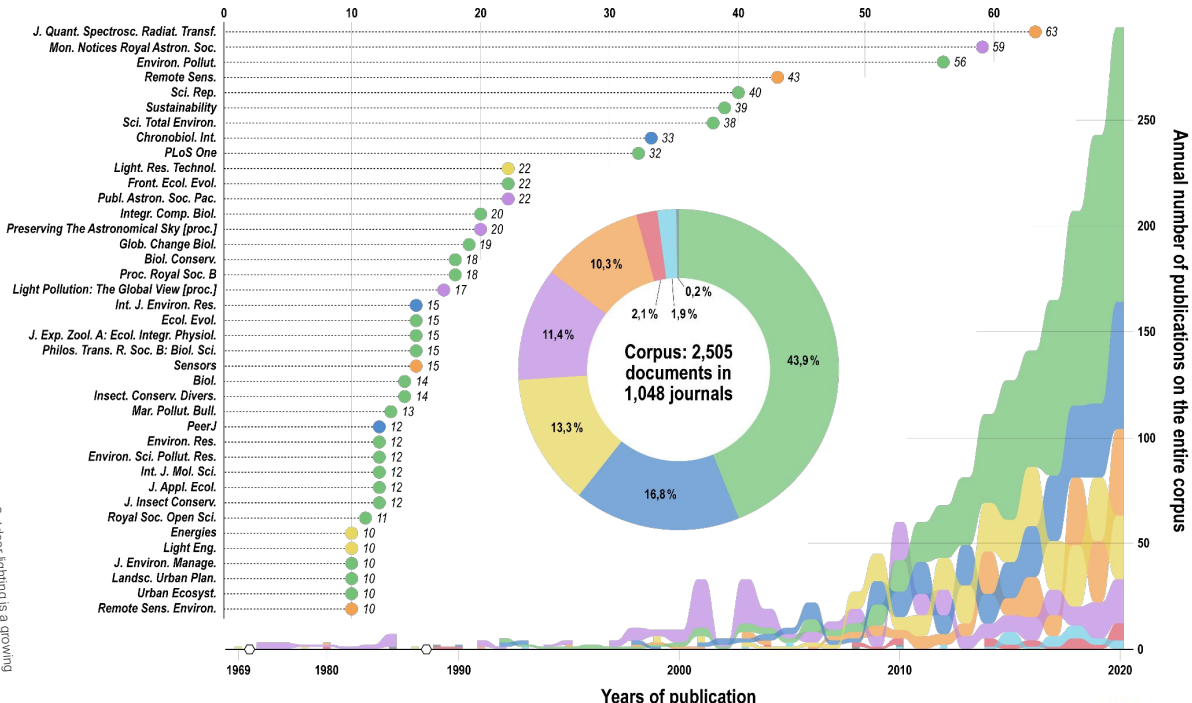 0 10 20 30 40 50 60
J. Quant. Spectrosc. Radiat. Transf. 63
Mon. Notices Royal Astron. Soc. 59
Environ. Pollut. 56
Remote Sens. 43
Sci. Rep. 40
Sustainability 39
Sci. Total Environ. 38
Chronobiol. Int. 33
PLoS One 32
Light. Res. Technol. 22
Front. Ecol. Evol. 22
Publ. Astron. Soc. Pac. 22
Integr. Comp. Biol. 20
Preserving The Astronomical Sky [proc.] 20
Glob. Change Biol. 19
Biol. Conserv. 18
Proc. Royal Soc. B 18
Light Pollution: The Global View [proc.] 17
Int. J. Environ. Res. 15
Ecol. Evol. 15
J. Exp. Zool. A: Ecol. Integr. Physiol. 15
Philos. Trans. R. Soc. B: Biol. Sci. 15
Sensors 15
Biol. 14
Insect. Conserv. Divers. 14
Mar. Pollut. Bull. 13
PeerJ 12
Environ. Res. 12
Environ. Sci. Pollut. Res. 12
Int. J. Mol. Sci. 12
J. Appl. Ecol. 12
J. Insect Conserv. 12
Royal Soc. Open Sci. 11
Energies 10
Light Eng. 10
J. Environ. Manage. 10
Landsc. Urban Plan. 10
Urban Ecosyst. 10
Remote Sens. Environ. 10
10,3%
2,1%
1,9%
0,2%
11,4%
43,9%
13,3%
16,8%
Corpus: 2,505
documents in
1,048 journals
250
200
150
100
50
0
Annual number of publications on the entire corpus
1969 1980 1990 2000 2010 2020
Years of publication
lighting is a growing